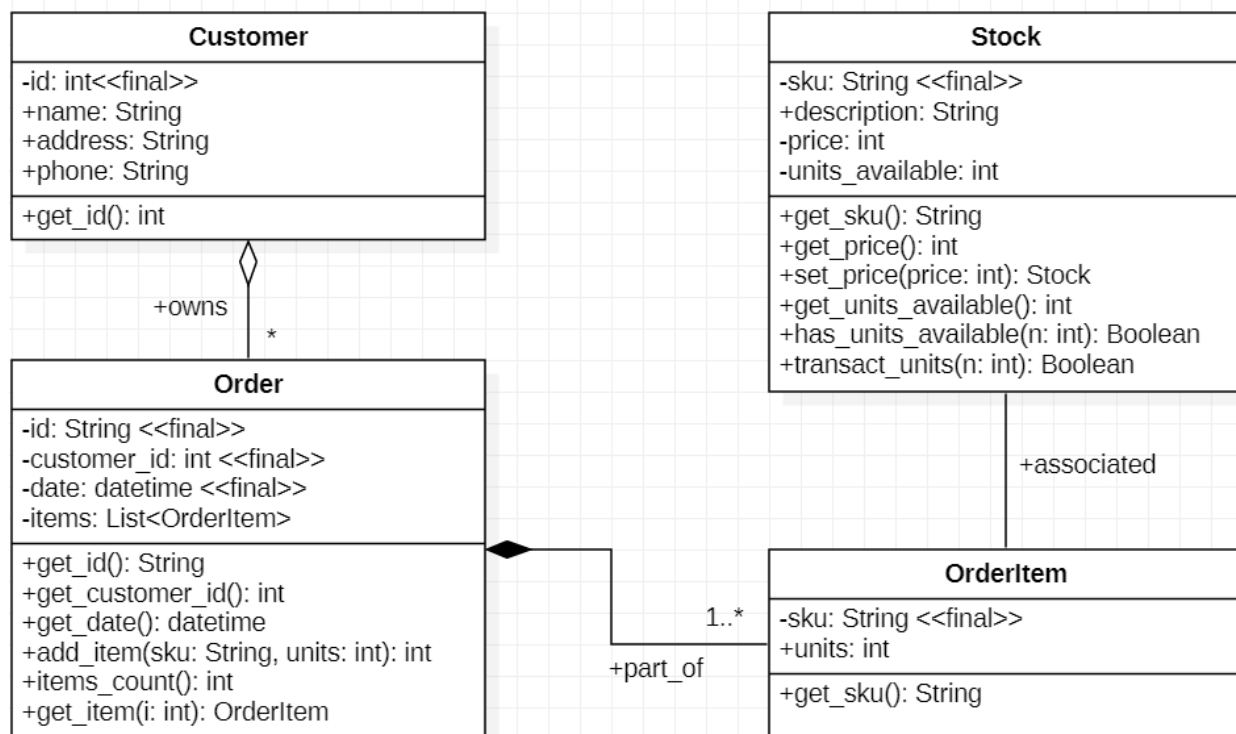 Customer
-id: int<<final>>
+name: String
+address: String
+phone: String
+get_id(): int
+owns
*
Order
-id: String <<final>>
-customer_id: int <<final>>
-date: datetime <<final>>
-items: List<OrderItem>
+get_id(): String
+get_customer_id(): int
+get_date(): datetime
+add_item(sku: String, units: int): int
+items_count(): int
+get_item(i: int): OrderItem
1..*
+part_of
Stock
-sku: String <<final>>
+description: String
-price: int
-units_available: int
+get_sku(): String
+get_price(): int
+set_price(price: int): Stock
+get_units_available(): int
+has_units_available(n: int): Boolean
+transact_units(n: int): Boolean
+associated
OrderItem
-sku: String <<final>>
+units: int
+get_sku(): String